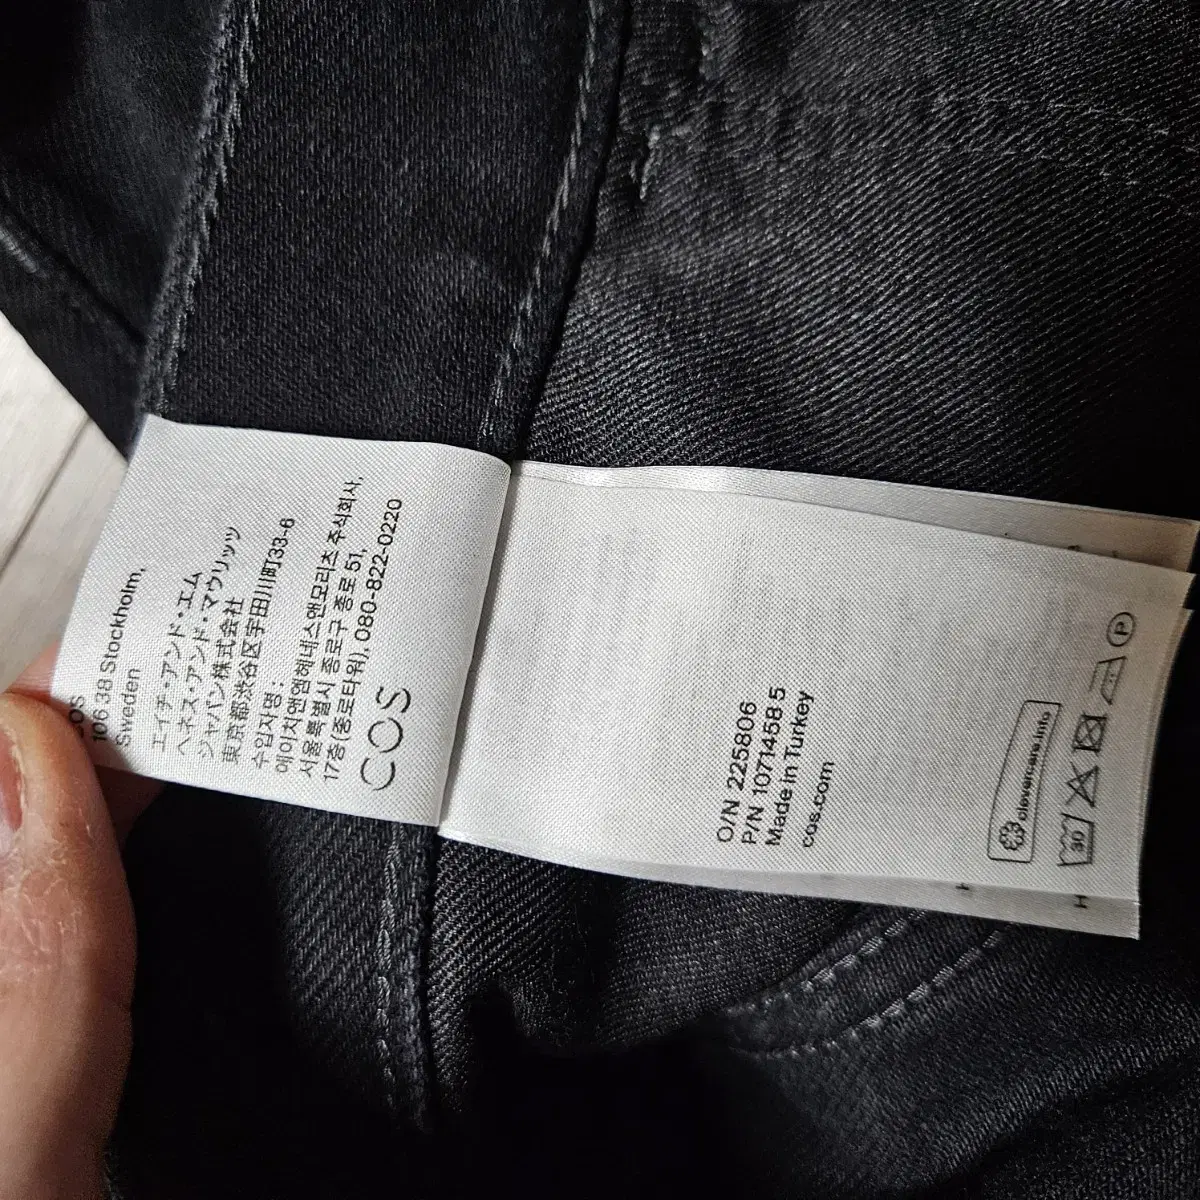 COS
106 38 Stockholm,
Sweden
エイチ・アンド・エム
ヘネス・アンド・マウリッツ
ジャパン株式会社
東京都渋谷区宇田川町33-6
수입자명 :
에이치앤엠헤네스앤모리츠 주식회사,
서울특별시 종로구 종로 51,
17층(종로타워), 080-822-0220
COS
O/N 225806
P/N 1071458 5
Made in Turkey
cos.com
clevercare.info
30
P
H